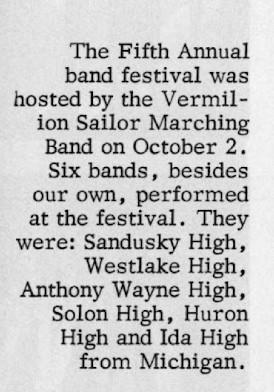 The Fifth Annual
band festival was
hosted by the Vermil-
ion Sailor Marching
Band on October 2.
Six bands, besides
our own, performed
at the festival. They
were: Sandusky High,
Westlake High,
Anthony Wayne High,
Solon High, Huron
High and Ida High
from Michigan.